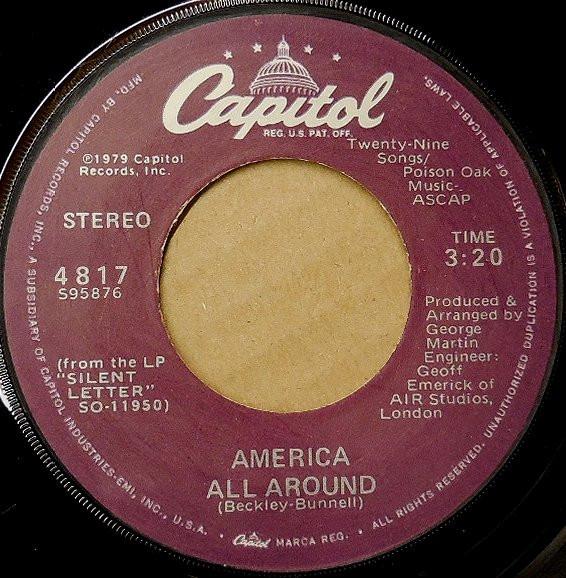 Capitol
REG. U.S. PAT. OFF.
℗1979 Capitol
Records, Inc.
Twenty-Nine
Songs/
Poison Oak
Music-
ASCAP
STEREO
TIME
3:20
4817
S95876
Produced &
Arranged by
George
Martin
Engineer:
Geoff
Emerick of
AIR Studios,
London
(from the LP
"SILENT
LETTER"
SO-11950)
AMERICA
ALL AROUND
(Beckley-Bunnell)
MFD. BY CAPITOL RECORDS, INC., A SUBSIDIARY OF CAPITOL INDUSTRIES-EMI, INC., U.S.A. • Capitol MARCA REG. • ALL RIGHTS RESERVED. UNAUTHORIZED DUPLICATION IS A VIOLATION OF APPLICABLE LAWS.